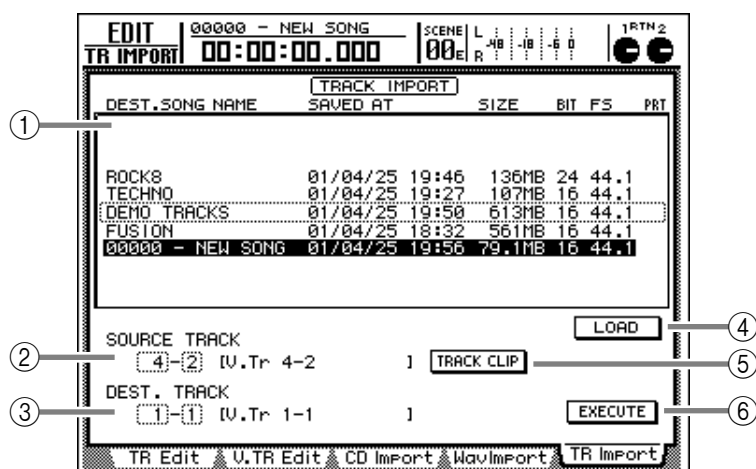 EDIT 00000 - NEW SONG SCENE L -48 -18 -6 0 1 RTN 2
TR IMPORT 00:00:00.000 00E R
TRACK IMPORT
DEST.SONG NAME SAVED AT SIZE BIT FS PRT
1
ROCK8 01/04/25 19:46 136MB 24 44.1
TECHNO 01/04/25 19:27 107MB 16 44.1
DEMO TRACKS 01/04/25 19:50 613MB 16 44.1
FUSION 01/04/25 18:32 561MB 16 44.1
00000 - NEW SONG 01/04/25 19:56 79.1MB 16 44.1
LOAD 4
SOURCE TRACK
2 4-2 [V.Tr 4-2 ] TRACK CLIP 5
DEST. TRACK
3 1-1 [V.Tr 1-1 ] EXECUTE 6
TR Edit V.TR Edit CD Import WavImport TR Import